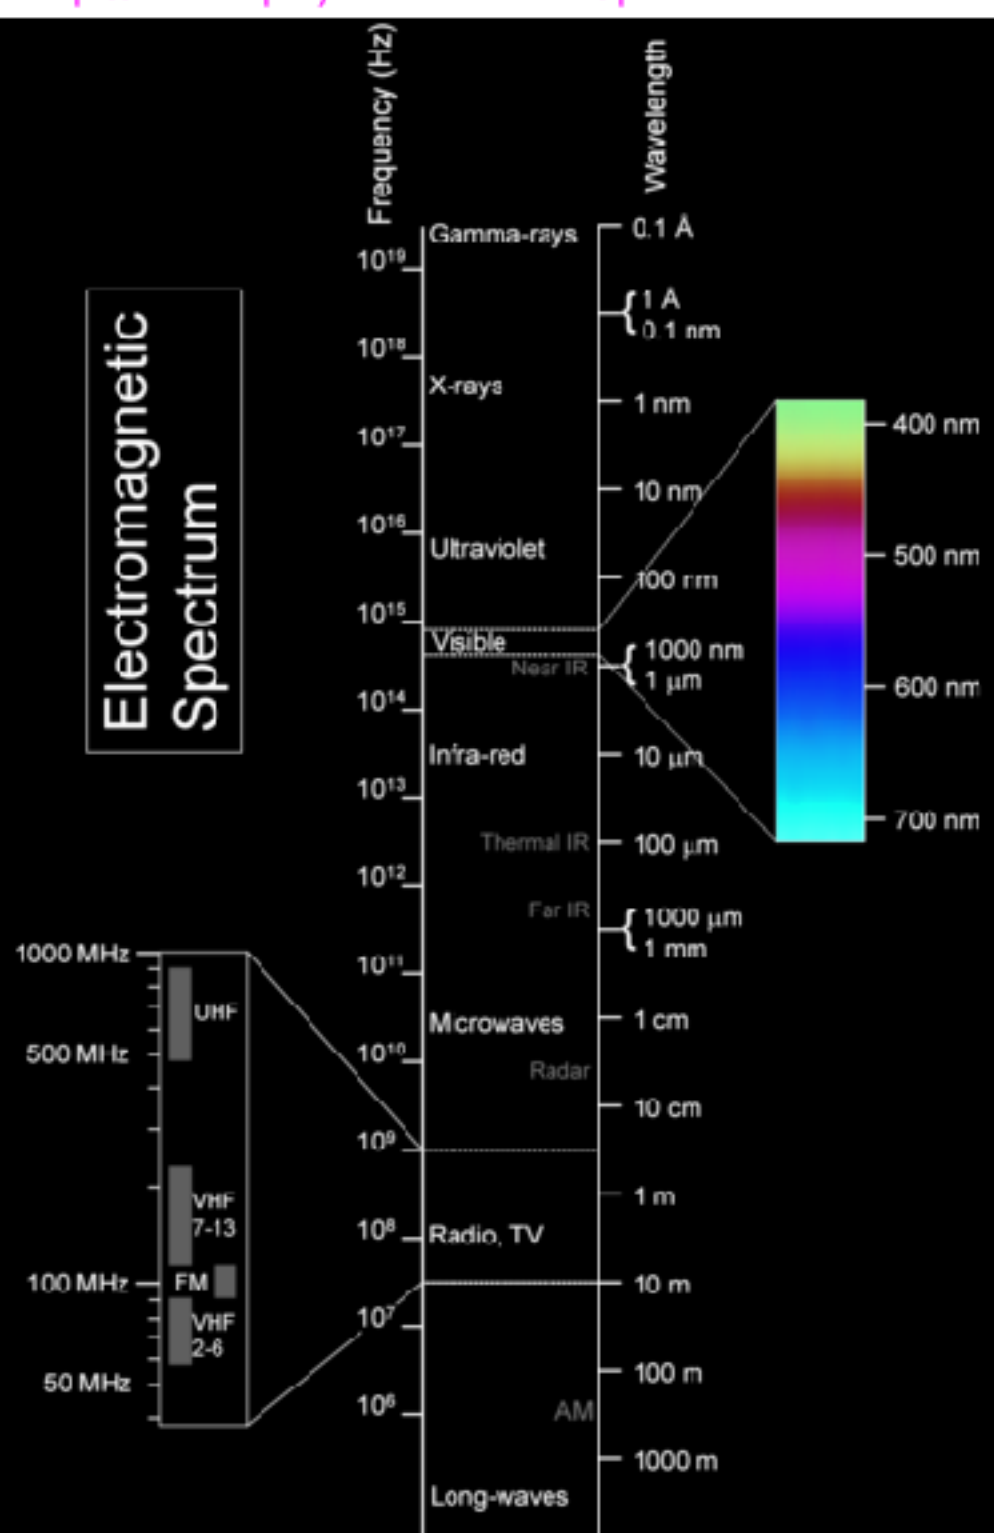 Frequency (Hz)
Wavelength
Electromagnetic
Spectrum
10¹⁹
10¹⁸
10¹⁷
10¹⁶
10¹⁵
10¹⁴
10¹³
10¹²
10¹¹
10¹⁰
10⁹
10⁸
10⁷
10⁶
Gamma-rays
X-rays
Ultraviolet
Visible
Near IR
Infra-red
Thermal IR
Far IR
Microwaves
Radar
Radio, TV
AM
Long-waves
0.1 Å
1 Å
0.1 nm
1 nm
10 nm
100 nm
1000 nm
1 μm
10 μm
100 μm
1000 μm
1 mm
1 cm
10 cm
1 m
10 m
100 m
1000 m
400 nm
500 nm
600 nm
700 nm
1000 MHz
UHF
500 MHz
VHF
7-13
100 MHz
FM
VHF
2-6
50 MHz